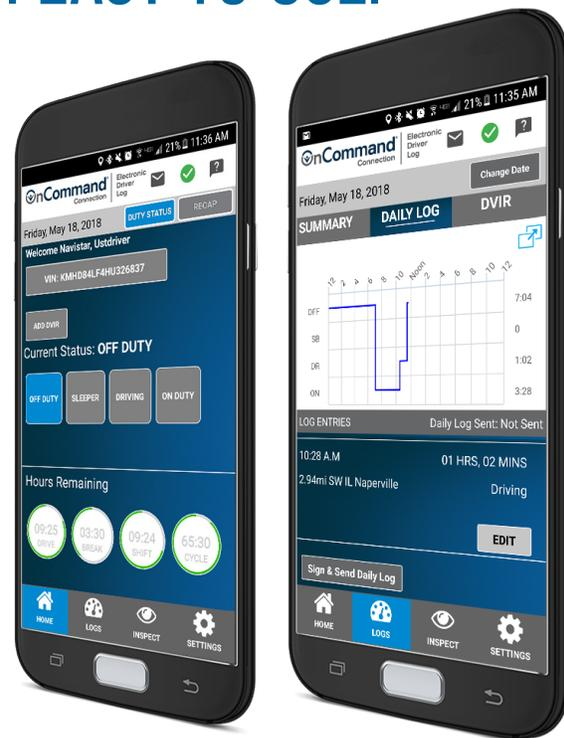 11:36 AM
21%
OnCommand
Connection
Electronic
Driver
Log
Friday, May 18, 2018
DUTY STATUS
RECAP
Welcome Navistar, Ustdriver
VIN: KMHD84LF4HU326837
ADD DVIR
Current Status: OFF DUTY
OFF DUTY
SLEEPER
DRIVING
ON DUTY
Hours Remaining
09:25
DRIVE
03:30
BREAK
09:24
SHIFT
65:30
CYCLE
HOME
LOGS
INSPECT
SETTINGS
21% 11:35 AM
OnCommand
Connection
Electronic
Driver
Log
Friday, May 18, 2018
Change Date
SUMMARY
DAILY LOG
DVIR
12 2 4 6 8 10 Noon 2 4 6 8 10 12
OFF 7:04
SB 0
DR 1:02
ON 3:28
LOG ENTRIES Daily Log Sent: Not Sent
10:28 A.M 01 HRS, 02 MINS
2.94mi SW IL Naperville Driving
EDIT
Sign & Send Daily Log
HOME
LOGS
INSPECT
SETTINGS